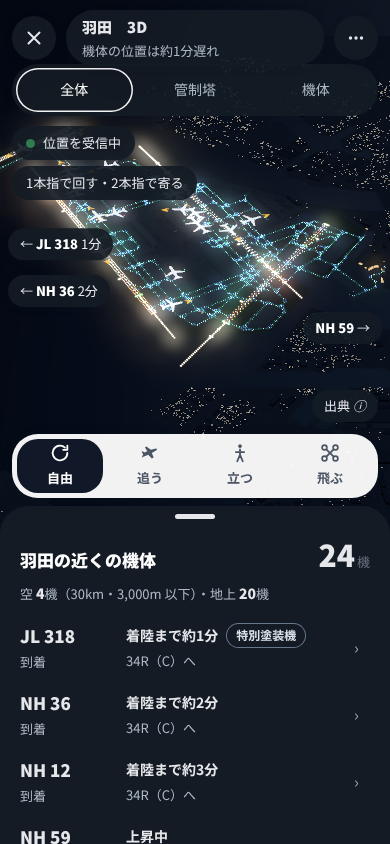 羽田 3D
機体の位置は約1分遅れ
全体 管制塔 機体
位置を受信中
1本指で回す・2本指で寄る
← JL 318 1分
← NH 36 2分
NH 59 →
出典 ⓘ
自由 追う 立つ 飛ぶ
羽田の近くの機体 24機
空 4機（30km・3,000m 以下）・地上 20機
JL 318 着陸まで約1分 特別塗装機
到着 34R（C）へ
NH 36 着陸まで約2分
到着 34R（C）へ
NH 12 着陸まで約3分
到着 34R（C）へ
NH 59 上昇中